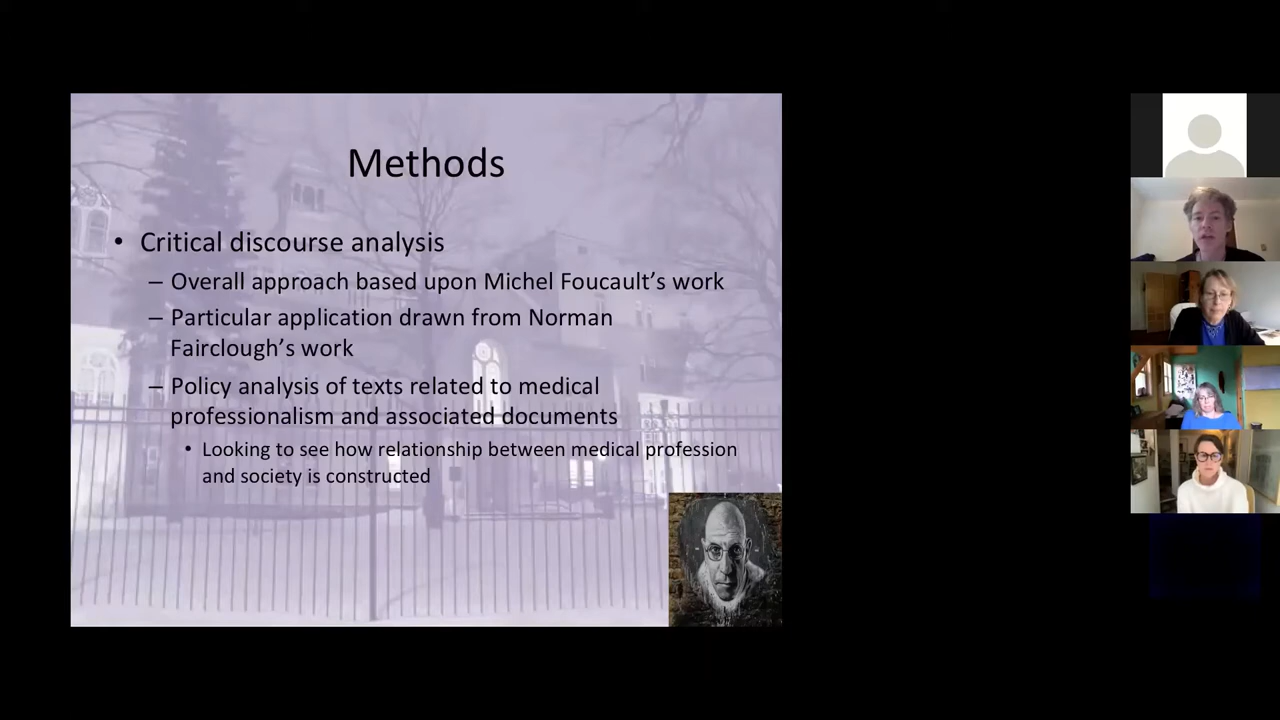 Methods
• Critical discourse analysis
– Overall approach based upon Michel Foucault’s work
– Particular application drawn from Norman
Fairclough’s work
– Policy analysis of texts related to medical
professionalism and associated documents
• Looking to see how relationship between medical profession
and society is constructed